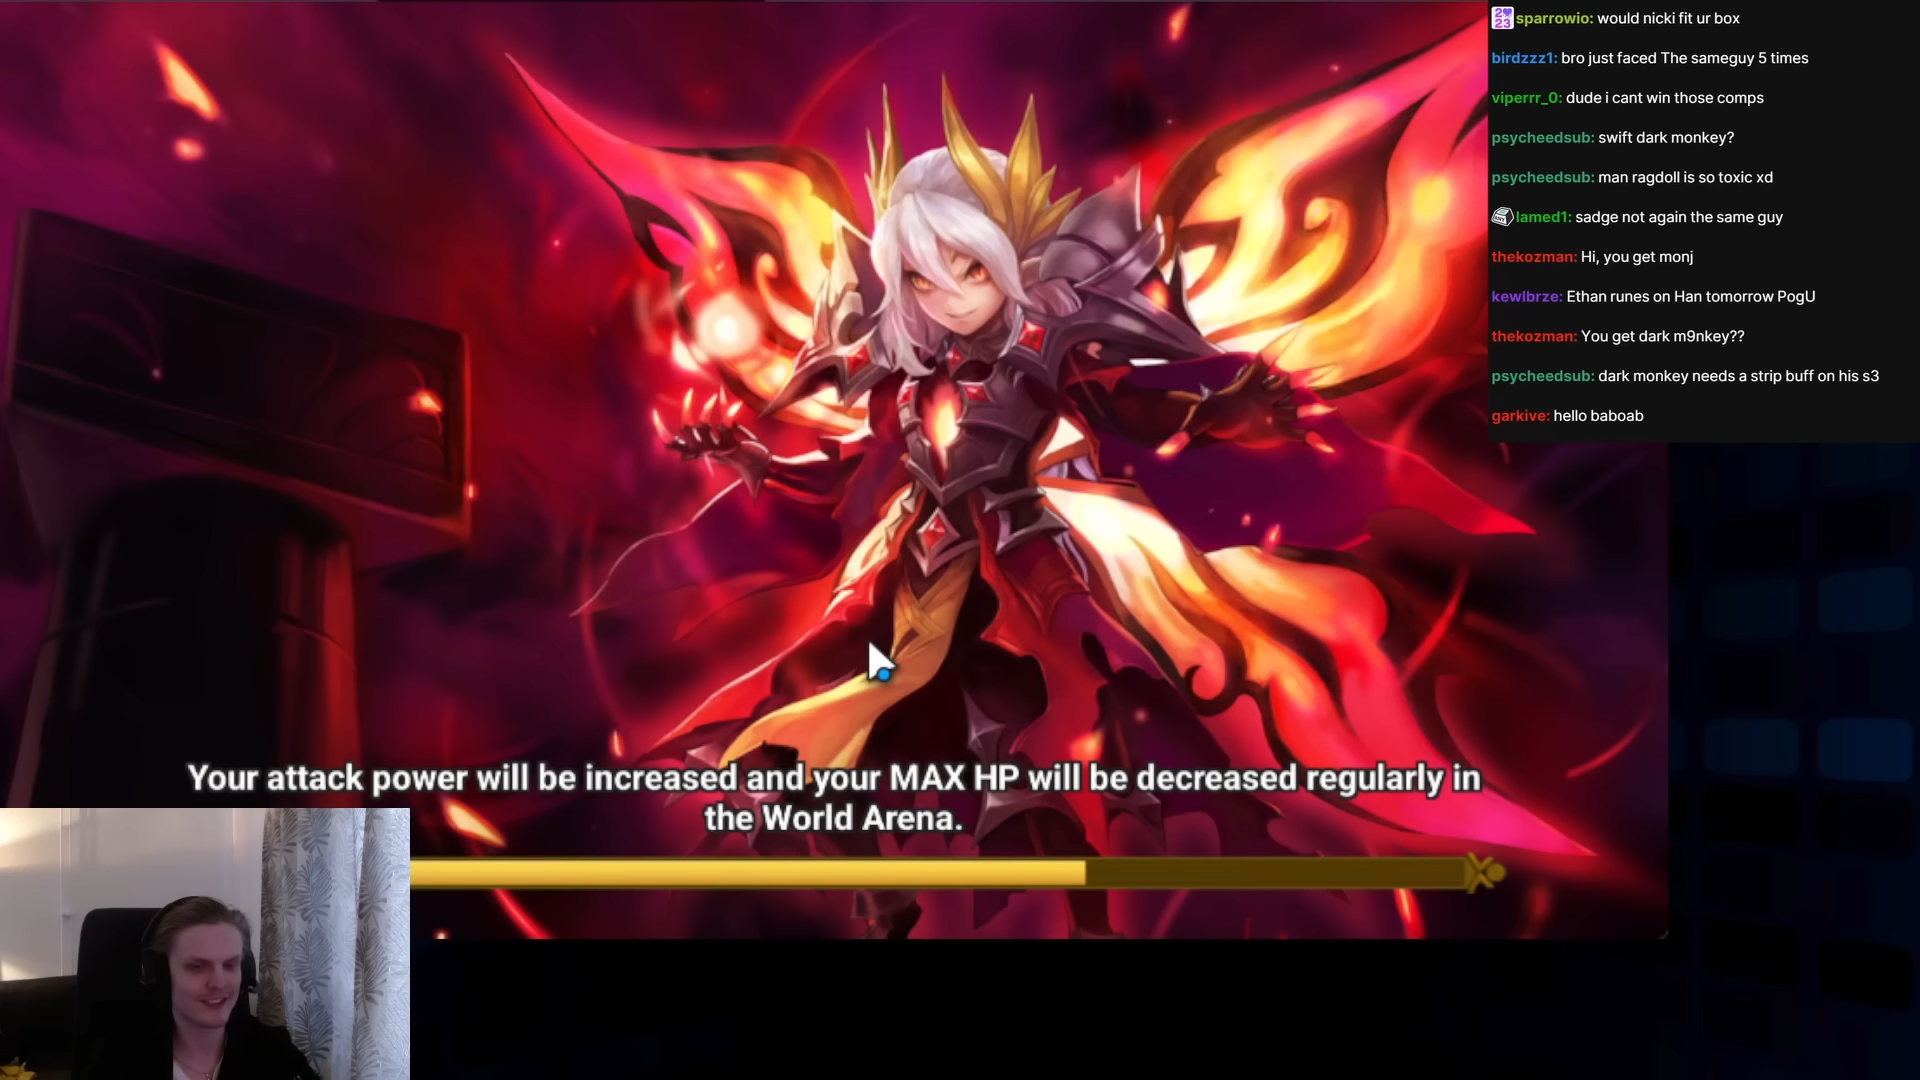 2023 sparrowio: would nicki fit ur box
birdzzz1: bro just faced The sameguy 5 times
viperrr_0: dude i cant win those comps
psycheedsub: swift dark monkey?
psycheedsub: man ragdoll is so toxic xd
lamed1: sadge not again the same guy
thekozman: Hi, you get monj
kewlbrze: Ethan runes on Han tomorrow PogU
thekozman: You get dark m9nkey??
psycheedsub: dark monkey needs a strip buff on his s3
garkive: hello baboab
Your attack power will be increased and your MAX HP will be decreased regularly in
the World Arena.